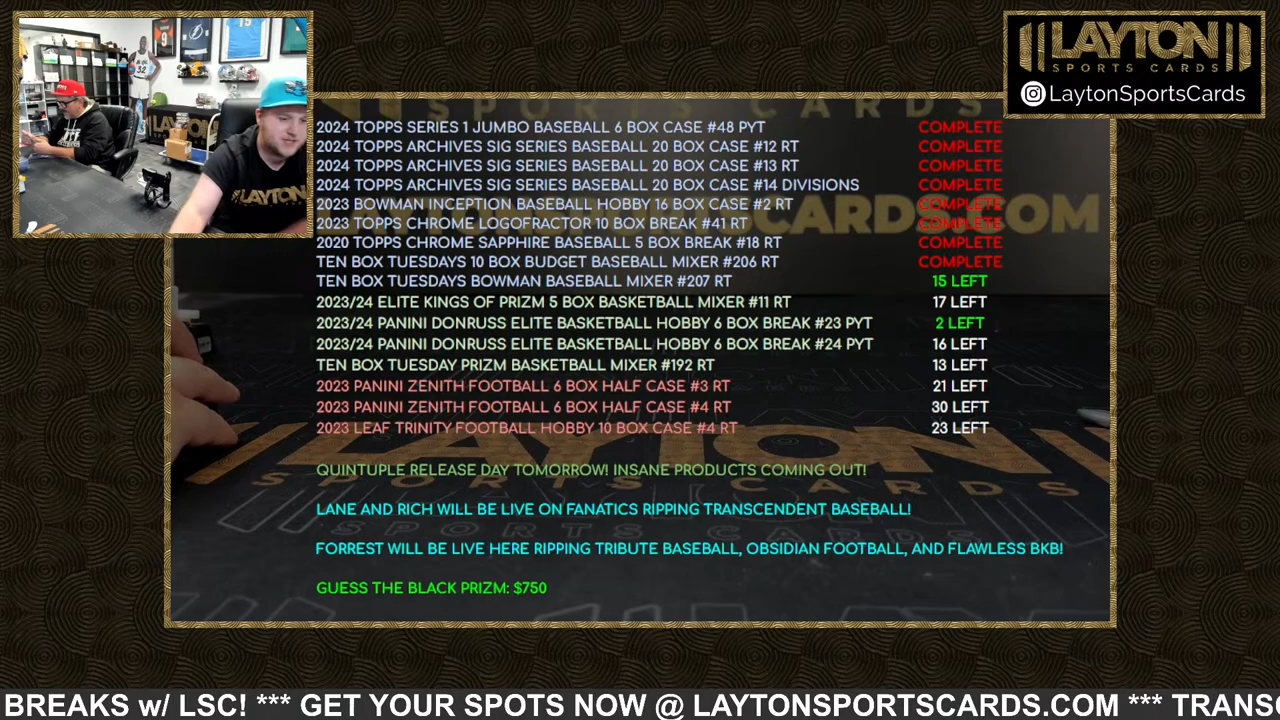 LAYTON
SPORTS CARDS
LaytonSportsCards
SPORTS CARDS
2024 TOPPS SERIES 1 JUMBO BASEBALL 6 BOX CASE #48 PYT COMPLETE
2024 TOPPS ARCHIVES SIG SERIES BASEBALL 20 BOX CASE #12 RT COMPLETE
2024 TOPPS ARCHIVES SIG SERIES BASEBALL 20 BOX CASE #13 RT COMPLETE
2024 TOPPS ARCHIVES SIG SERIES BASEBALL 20 BOX CASE #14 DIVISIONS COMPLETE
2023 BOWMAN INCEPTION BASEBALL HOBBY 16 BOX CASE #2 RT COMPLETE
2023 TOPPS CHROME LOGOFRACTOR 10 BOX BREAK #41 RT COMPLETE
2020 TOPPS CHROME SAPPHIRE BASEBALL 5 BOX BREAK #18 RT COMPLETE
TEN BOX TUESDAYS 10 BOX BUDGET BASEBALL MIXER #206 RT COMPLETE
TEN BOX TUESDAYS BOWMAN BASEBALL MIXER #207 RT 15 LEFT
2023/24 ELITE KINGS OF PRIZM 5 BOX BASKETBALL MIXER #11 RT 17 LEFT
2023/24 PANINI DONRUSS ELITE BASKETBALL HOBBY 6 BOX BREAK #23 PYT 2 LEFT
2023/24 PANINI DONRUSS ELITE BASKETBALL HOBBY 6 BOX BREAK #24 PYT 16 LEFT
TEN BOX TUESDAY PRIZM BASKETBALL MIXER #192 RT 13 LEFT
2023 PANINI ZENITH FOOTBALL 6 BOX HALF CASE #3 RT 21 LEFT
2023 PANINI ZENITH FOOTBALL 6 BOX HALF CASE #4 RT 30 LEFT
2023 LEAF TRINITY FOOTBALL HOBBY 10 BOX CASE #4 RT 23 LEFT
QUINTUPLE RELEASE DAY TOMORROW! INSANE PRODUCTS COMING OUT!
LANE AND RICH WILL BE LIVE ON FANATICS RIPPING TRANSCENDENT BASEBALL!
FORREST WILL BE LIVE HERE RIPPING TRIBUTE BASEBALL, OBSIDIAN FOOTBALL, AND FLAWLESS BKB!
GUESS THE BLACK PRIZM: $750
LAYTON
SPORTS CARDS
BREAKS w/ LSC! *** GET YOUR SPOTS NOW @ LAYTONSPORTSCARDS.COM *** TRANSC